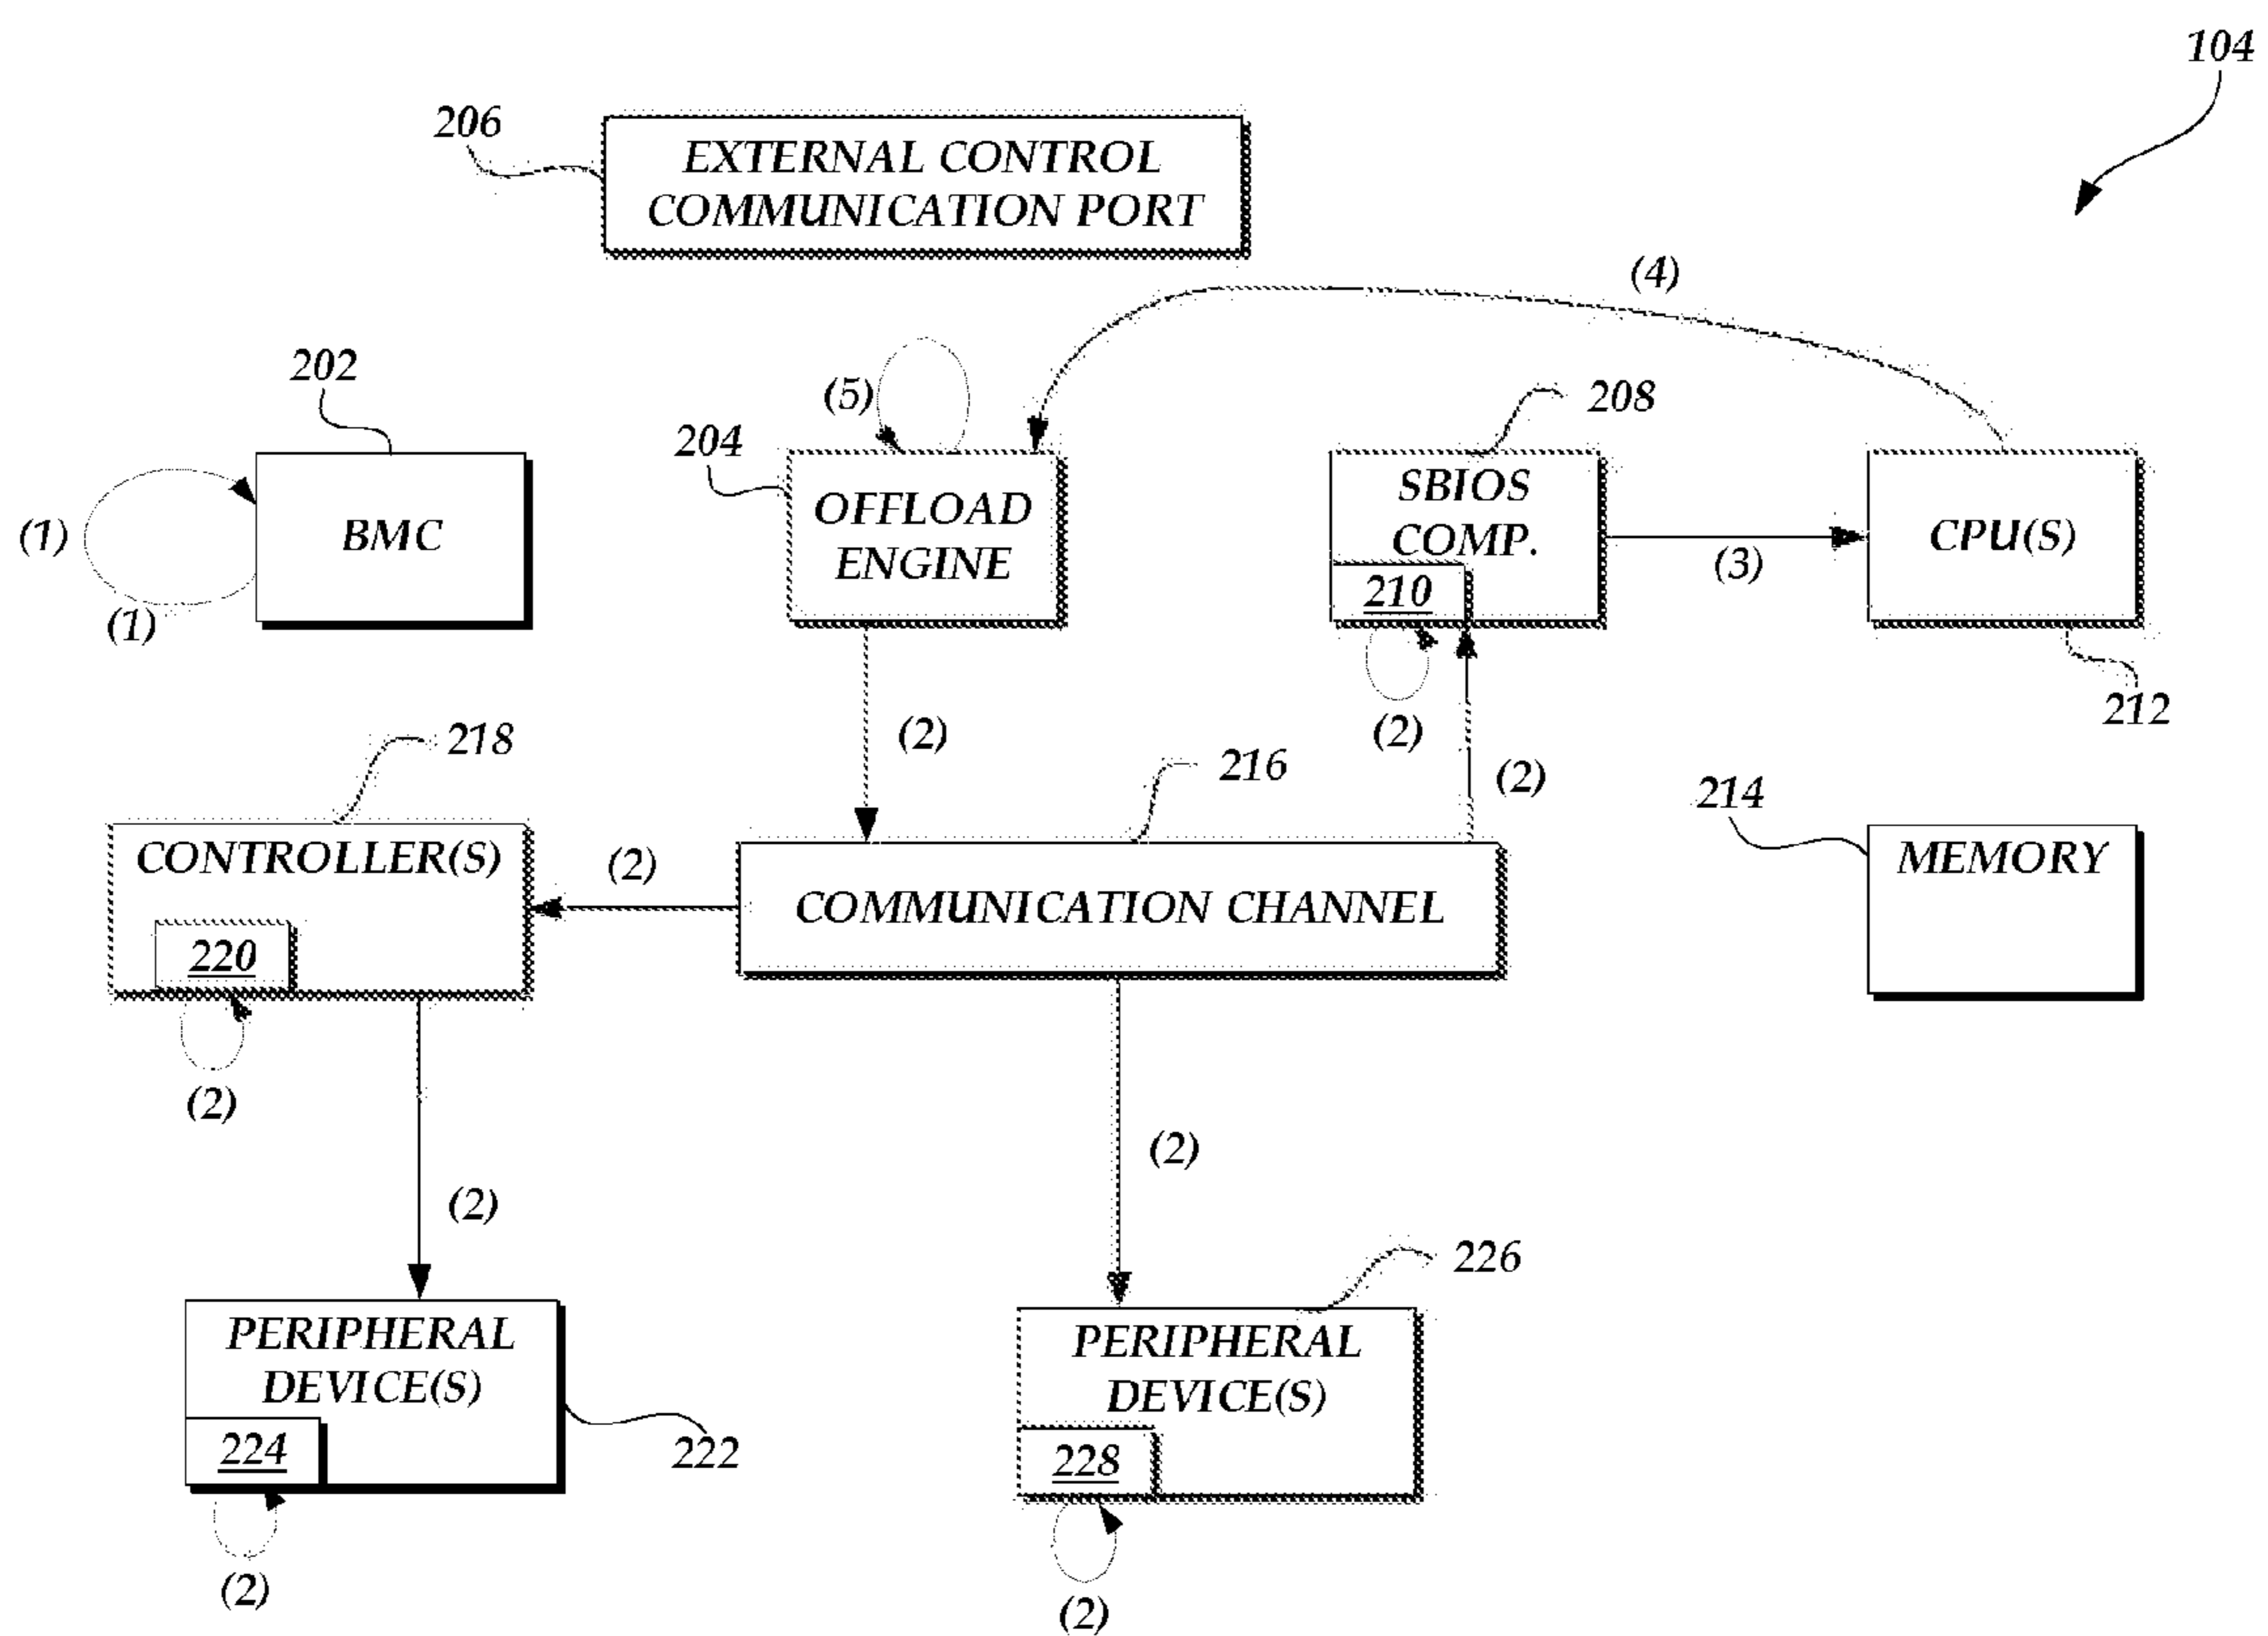 104
206
EXTERNAL CONTROL
COMMUNICATION PORT
(4)
202
(5)
208
204
BMC
(1)
(1)
OFFLOAD
ENGINE
SBIOS
COMP.
210
(3)
CPU(S)
212
(2)
(2)
(2)
218
216
214
CONTROLLER(S)
220
(2)
COMMUNICATION CHANNEL
MEMORY
(2)
(2)
(2)
226
PERIPHERAL
DEVICE(S)
224
222
PERIPHERAL
DEVICE(S)
228
(2)
(2)